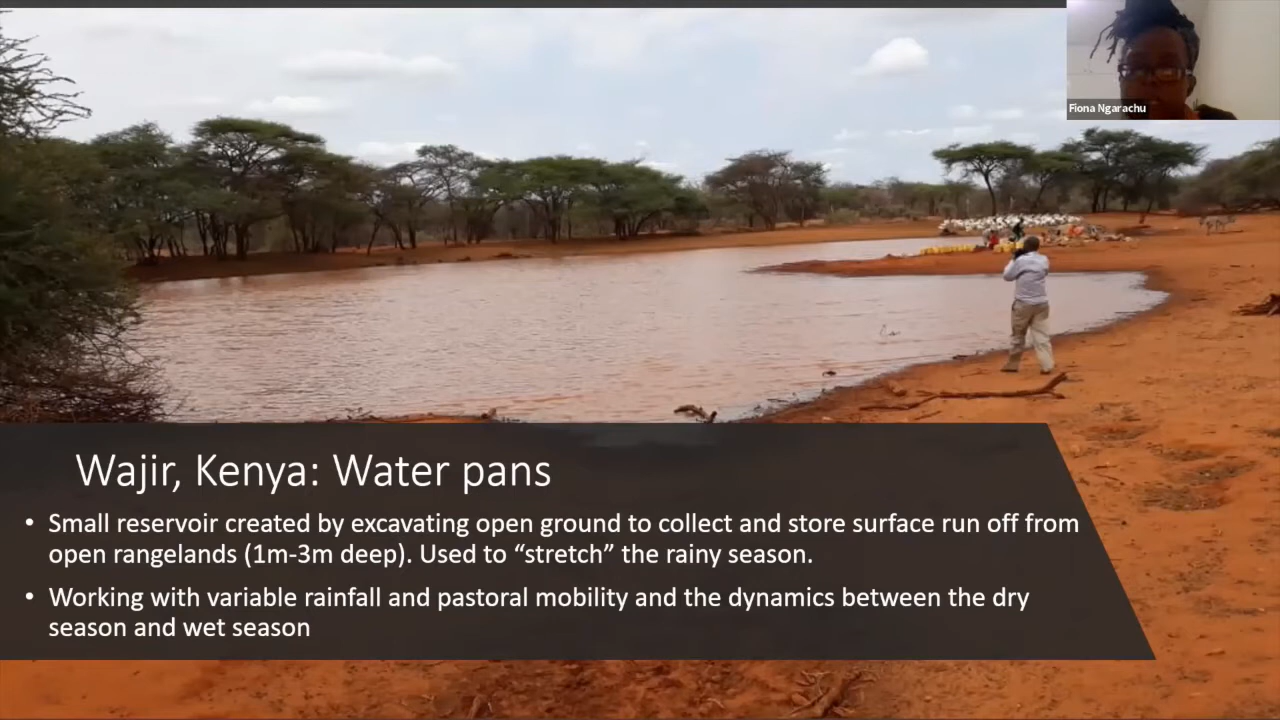 Fiona Ngarachu
Wajir, Kenya: Water pans
• Small reservoir created by excavating open ground to collect and store surface run off from
open rangelands (1m-3m deep). Used to “stretch” the rainy season.
• Working with variable rainfall and pastoral mobility and the dynamics between the dry
season and wet season